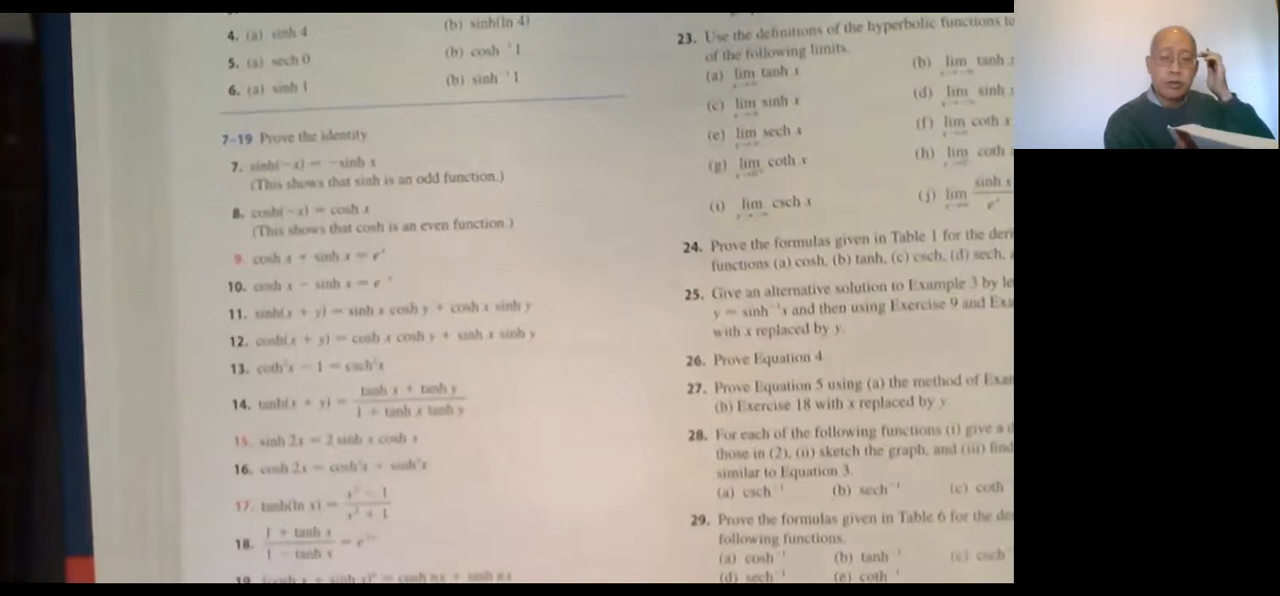 4. (a) sinh 4 (b) sinh(ln 4)
5. (a) sech 0 (b) cosh⁻¹ 1
6. (a) sinh 1 (b) sinh⁻¹ 1
7–19 Prove the identity.
7. sinh(−x) = −sinh x
(This shows that sinh is an odd function.)
8. cosh(−x) = cosh x
(This shows that cosh is an even function.)
9. cosh x + sinh x = eˣ
10. cosh x − sinh x = e⁻ˣ
11. sinh(x + y) = sinh x cosh y + cosh x sinh y
12. cosh(x + y) = cosh x cosh y + sinh x sinh y
13. coth²x − 1 = csch²x
14. tanh(x + y) = (tanh x + tanh y) / (1 + tanh x tanh y)
15. sinh 2x = 2 sinh x cosh x
16. cosh 2x = cosh²x + sinh²x
17. tanh(ln x) = (x² − 1) / (x² + 1)
18. (1 + tanh x) / (1 − tanh x) = e²ˣ
19. (cosh x + sinh x)ⁿ = cosh nx + sinh nx
23. Use the definitions of the hyperbolic functions to
of the following limits.
(a) lim tanh x (b) lim tanh
(c) lim sinh x (d) lim sinh
(e) lim sech x (f) lim coth x
(g) lim coth x (h) lim coth
(i) lim csch x (j) lim sinh x / eˣ
24. Prove the formulas given in Table 1 for the
functions (a) cosh, (b) tanh, (c) csch, (d) sech,
25. Give an alternative solution to Example 3 by
y = sinh⁻¹x and then using Exercise 9 and
with x replaced by y.
26. Prove Equation 4.
27. Prove Equation 5 using (a) the method of
(b) Exercise 18 with x replaced by y.
28. For each of the following functions (i) give a
those in (2), (ii) sketch the graph, and (iii) find
similar to Equation 3.
(a) csch⁻¹ (b) sech⁻¹ (c) coth
29. Prove the formulas given in Table 6 for the
following functions.
(a) cosh⁻¹ (b) tanh⁻¹ (c) csch
(d) sech⁻¹ (e) coth⁻¹